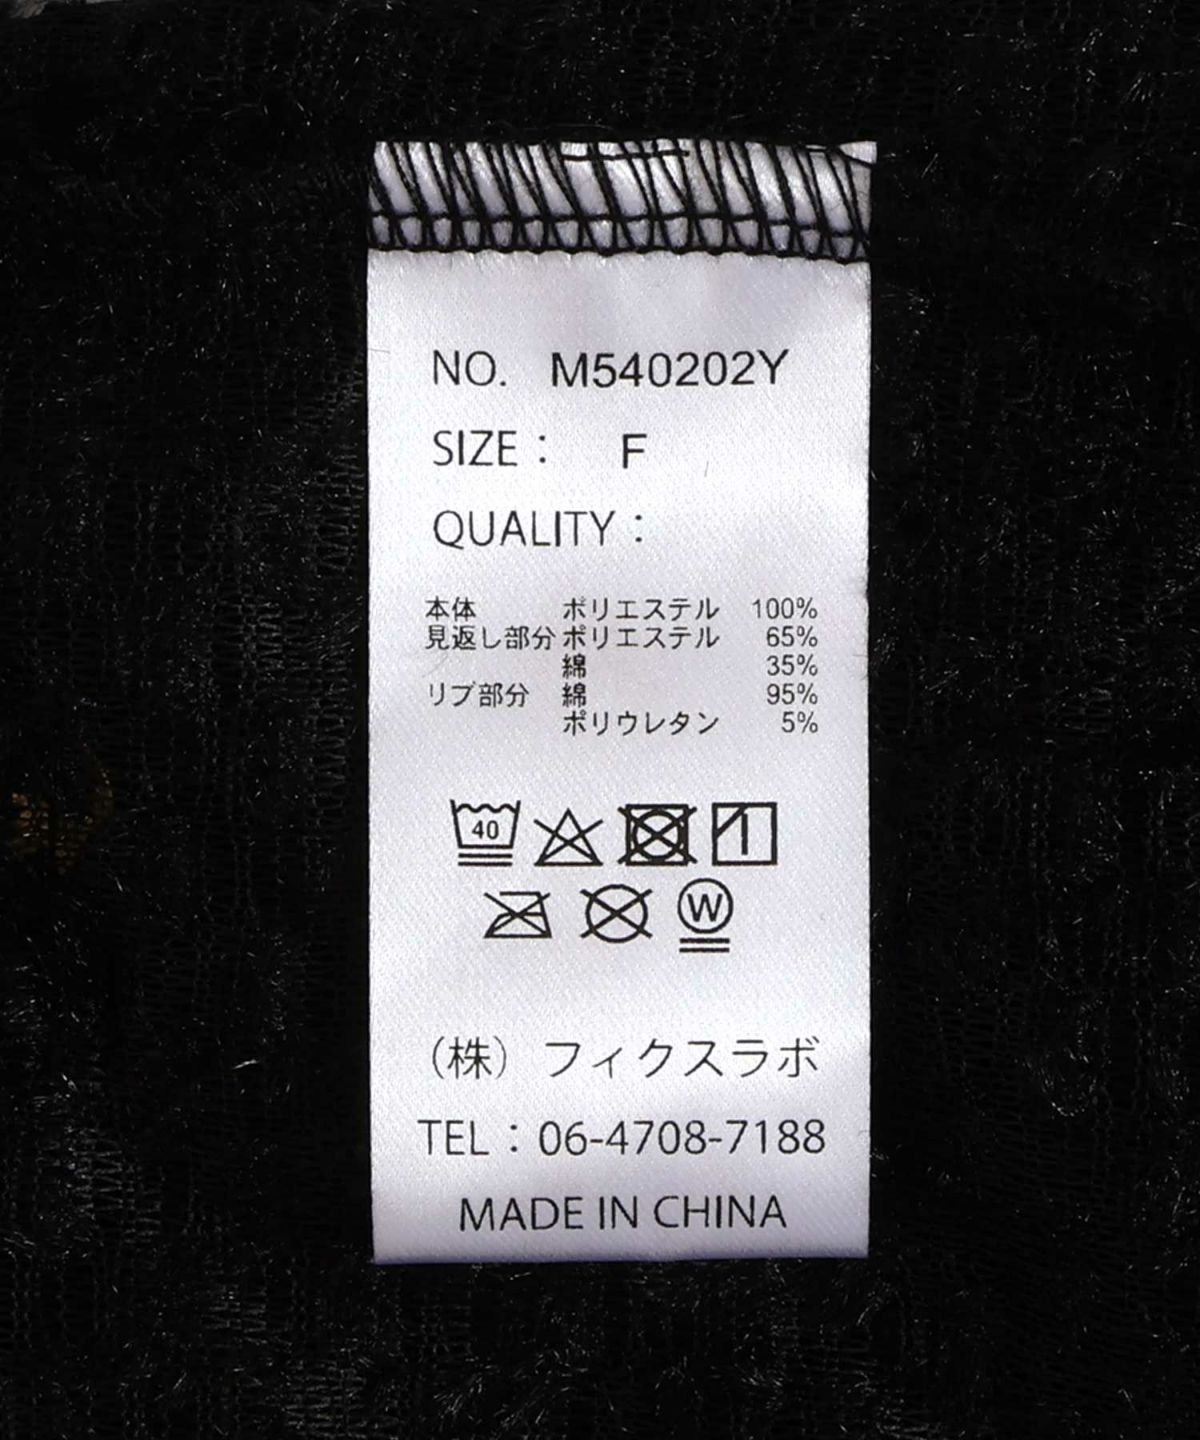 NO. M540202Y
SIZE： F
QUALITY：
本体 ポリエステル 100%
見返し部分 ポリエステル 65%
綿 35%
リブ部分 綿 95%
ポリウレタン 5%
40
W
（株）フィクスラボ
TEL：06-4708-7188
MADE IN CHINA